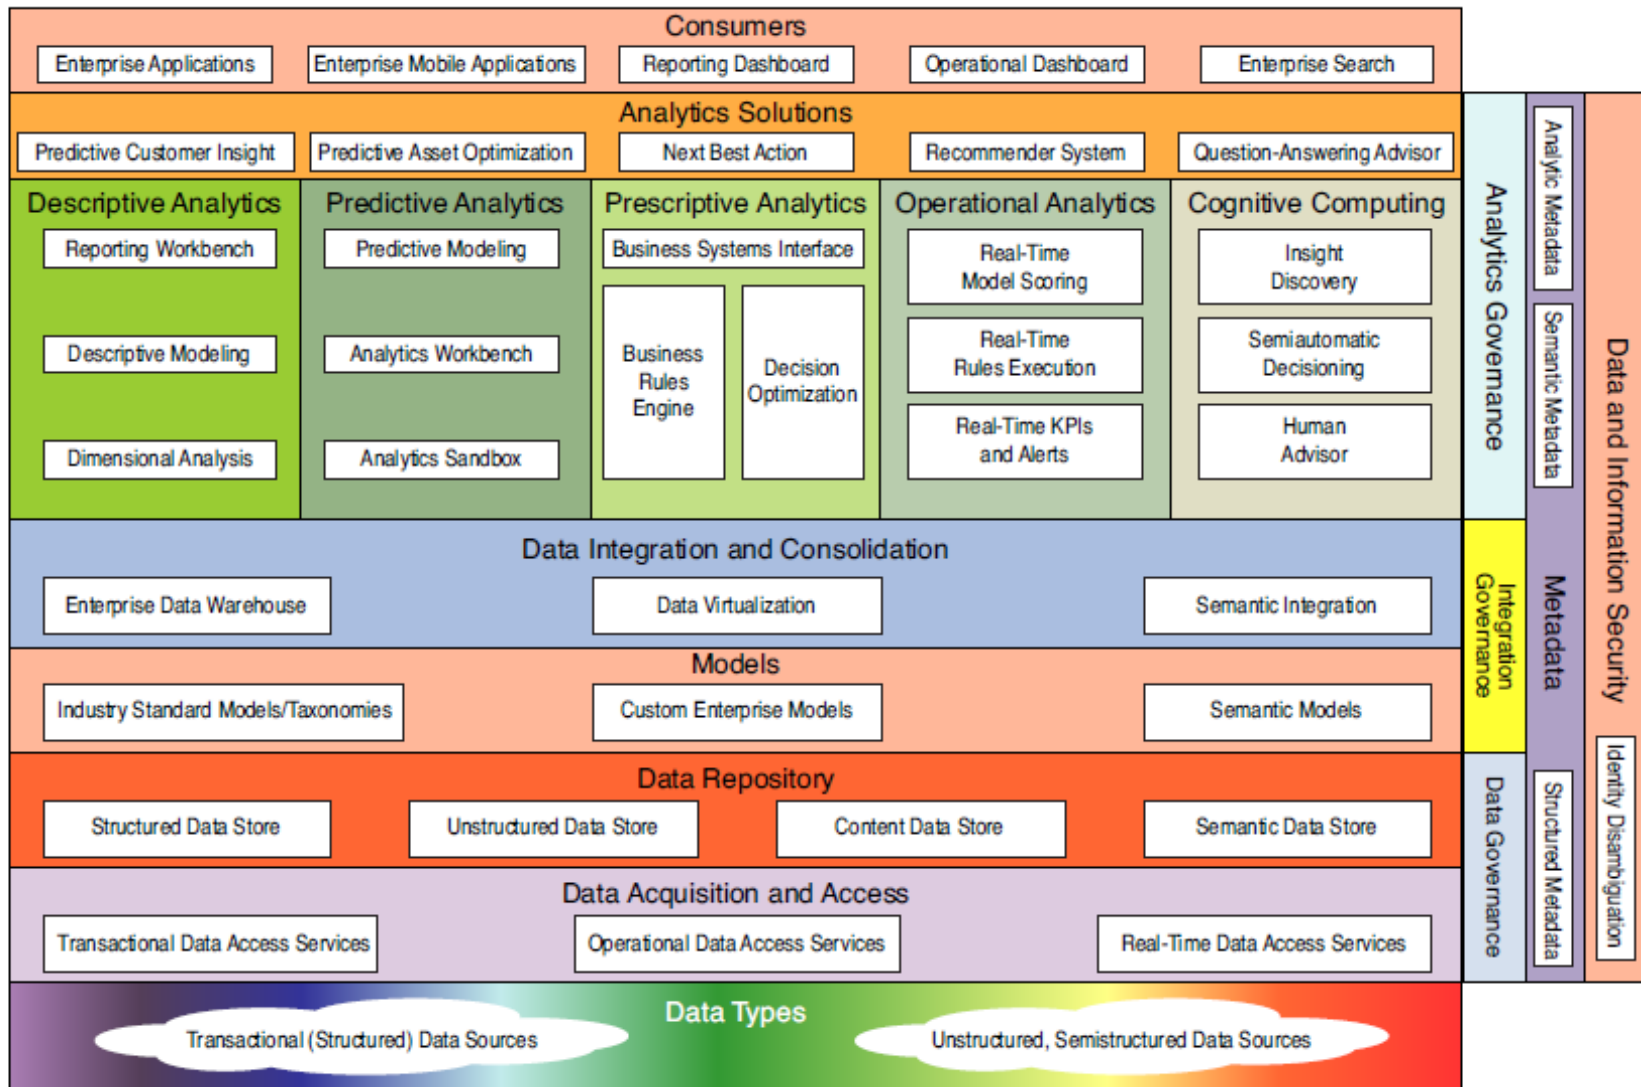 Consumers
Enterprise Applications
Enterprise Mobile Applications
Reporting Dashboard
Operational Dashboard
Enterprise Search
Analytics Solutions
Predictive Customer Insight
Predictive Asset Optimization
Next Best Action
Recommender System
Question-Answering Advisor
Descriptive Analytics
Reporting Workbench
Descriptive Modeling
Dimensional Analysis
Predictive Analytics
Predictive Modeling
Analytics Workbench
Analytics Sandbox
Prescriptive Analytics
Business Systems Interface
Business
Rules
Engine
Decision
Optimization
Operational Analytics
Real-Time
Model Scoring
Real-Time
Rules Execution
Real-Time KPIs
and Alerts
Cognitive Computing
Insight
Discovery
Semiautomatic
Decisioning
Human
Advisor
Data Integration and Consolidation
Enterprise Data Warehouse
Data Virtualization
Semantic Integration
Models
Industry Standard Models/Taxonomies
Custom Enterprise Models
Semantic Models
Data Repository
Structured Data Store
Unstructured Data Store
Content Data Store
Semantic Data Store
Data Acquisition and Access
Transactional Data Access Services
Operational Data Access Services
Real-Time Data Access Services
Data Types
Transactional (Structured) Data Sources
Unstructured, Semistructured Data Sources
Analytics Governance
Integration
Governance
Data Governance
Analytic Metadata
Semantic Metadata
Metadata
Structured Metadata
Data and Information Security
Identity Disambiguation